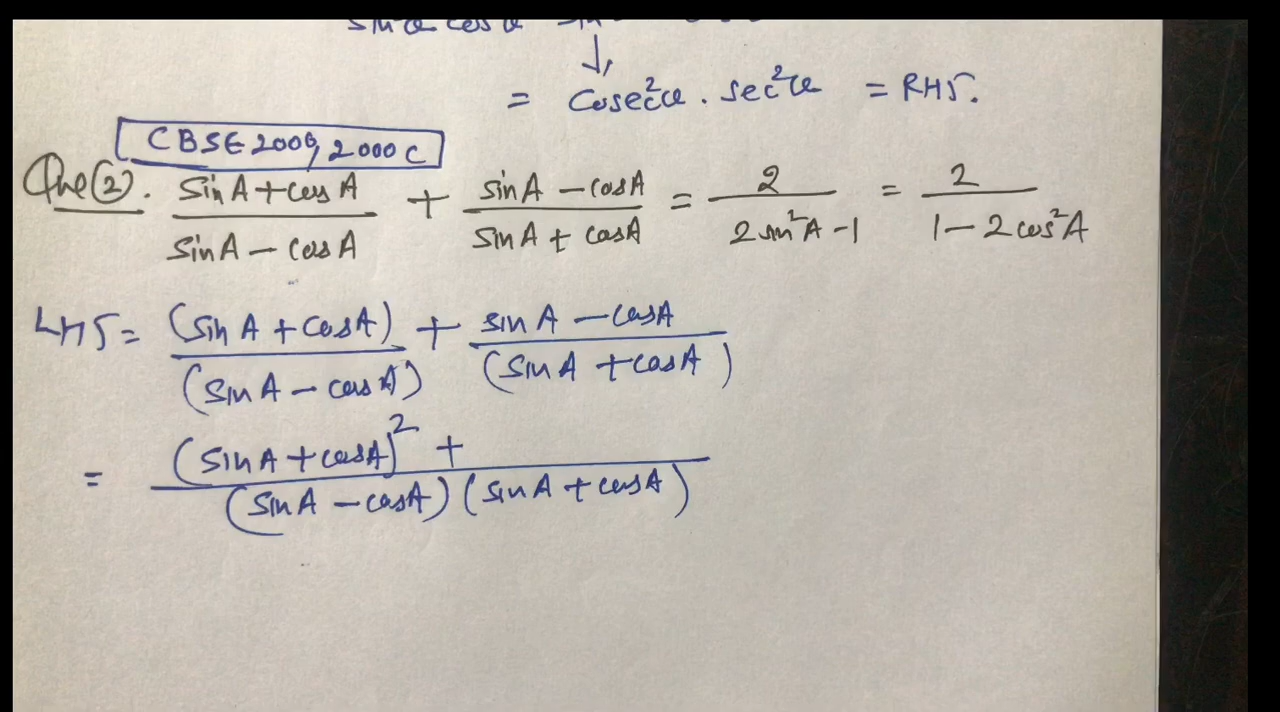 = Cosec²α . sec²α = RHS.
CBSE 2000, 2000 C
Que(2). (sin A + cos A)/(sin A - cos A) + (sin A - cos A)/(sin A + cos A) = 2/(2 sin²A - 1) = 2/(1 - 2 cos²A)
LHS = (sin A + cos A)/(sin A - cos A) + (sin A - cos A)/(sin A + cos A)
= (sin A + cos A)² + / (sin A - cos A) (sin A + cos A)